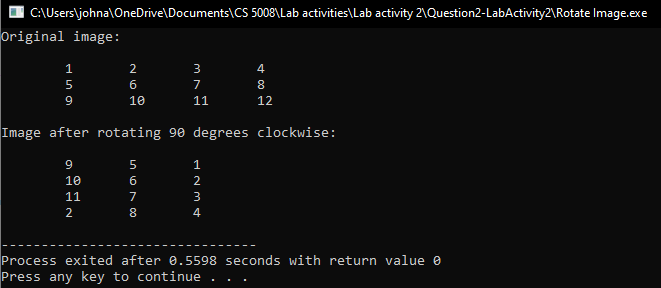 C:\Users\johna\OneDrive\Documents\CS 5008\Lab activities\Lab activity 2\Question2-LabActivity2\Rotate Image.exe
Original image:
1 2 3 4
5 6 7 8
9 10 11 12
Image after rotating 90 degrees clockwise:
9 5 1
10 6 2
11 7 3
2 8 4
--------------------------------
Process exited after 0.5598 seconds with return value 0
Press any key to continue . . .